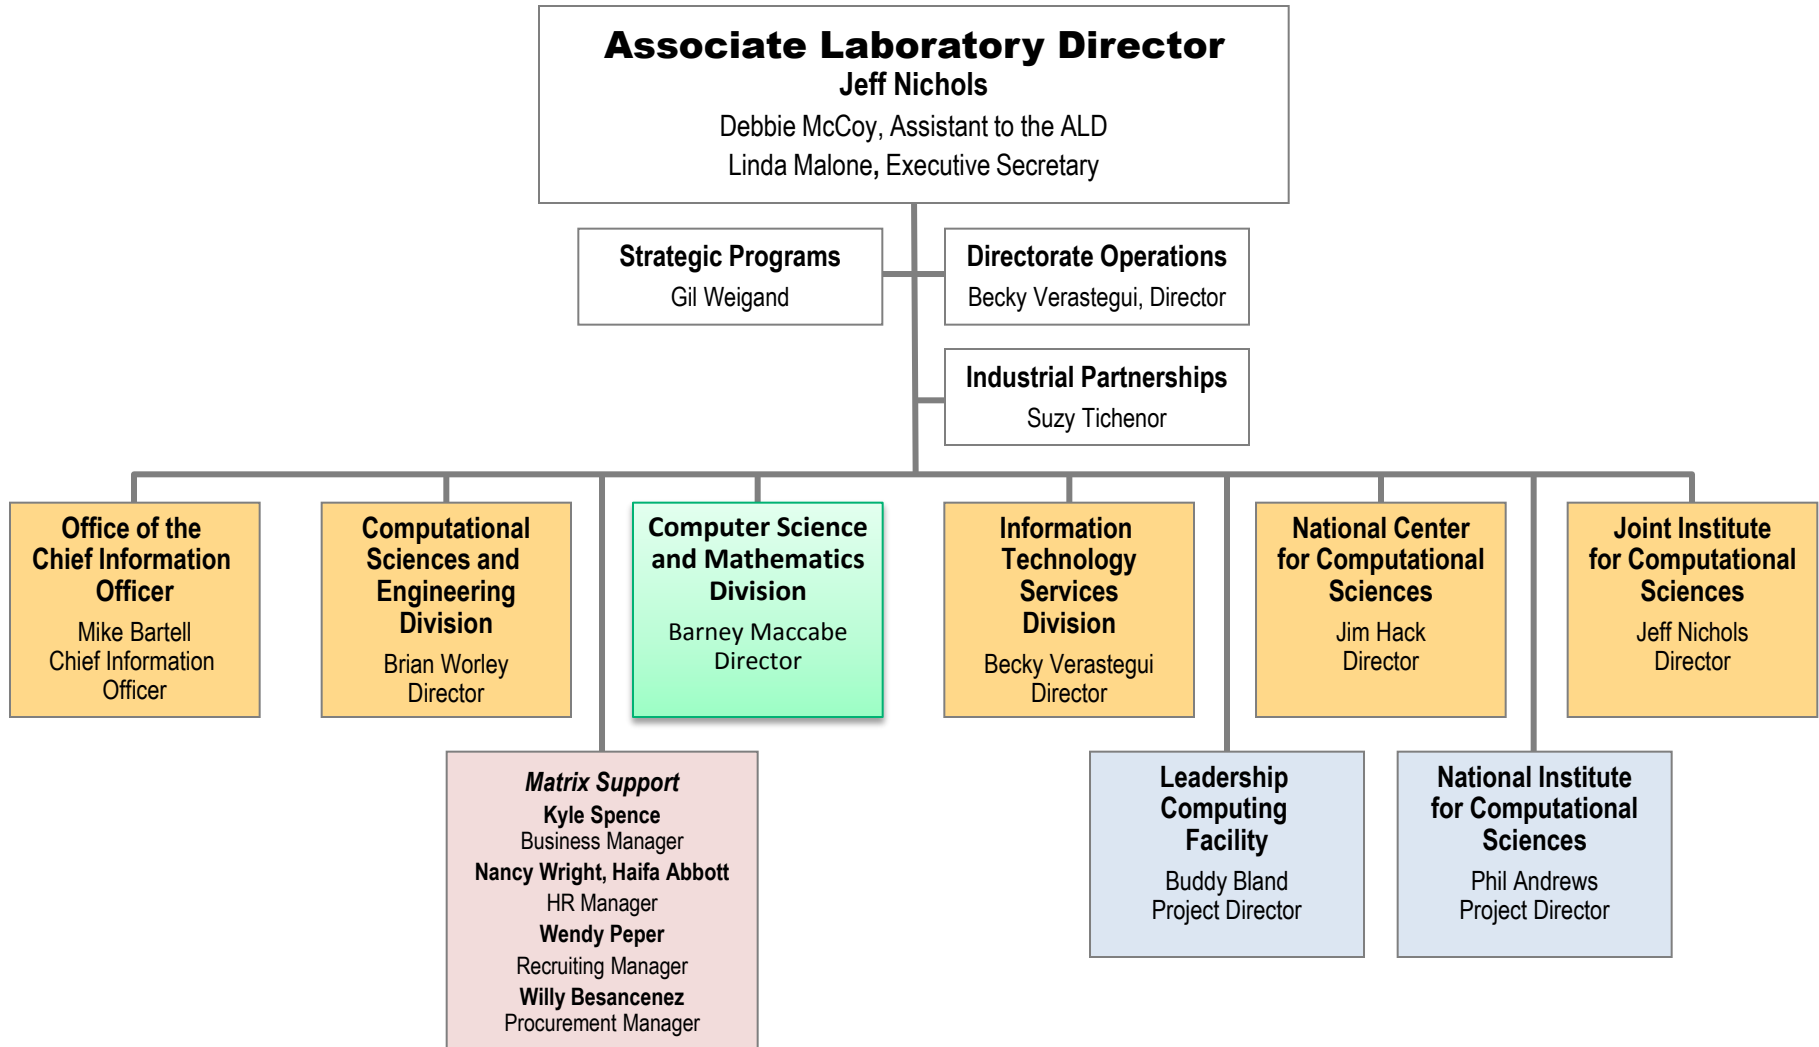 Associate Laboratory Director
Jeff Nichols
Debbie McCoy, Assistant to the ALD
Linda Malone, Executive Secretary
Strategic Programs
Gil Weigand
Directorate Operations
Becky Verastegui, Director
Industrial Partnerships
Suzy Tichenor
Office of the
Chief Information
Officer
Mike Bartell
Chief Information
Officer
Computational
Sciences and
Engineering
Division
Brian Worley
Director
Computer Science
and Mathematics
Division
Barney Maccabe
Director
Information
Technology
Services
Division
Becky Verastegui
Director
National Center
for Computational
Sciences
Jim Hack
Director
Joint Institute
for Computational
Sciences
Jeff Nichols
Director
Matrix Support
Kyle Spence
Business Manager
Nancy Wright, Haifa Abbott
HR Manager
Wendy Peper
Recruiting Manager
Willy Besancenez
Procurement Manager
Leadership
Computing
Facility
Buddy Bland
Project Director
National Institute
for Computational
Sciences
Phil Andrews
Project Director